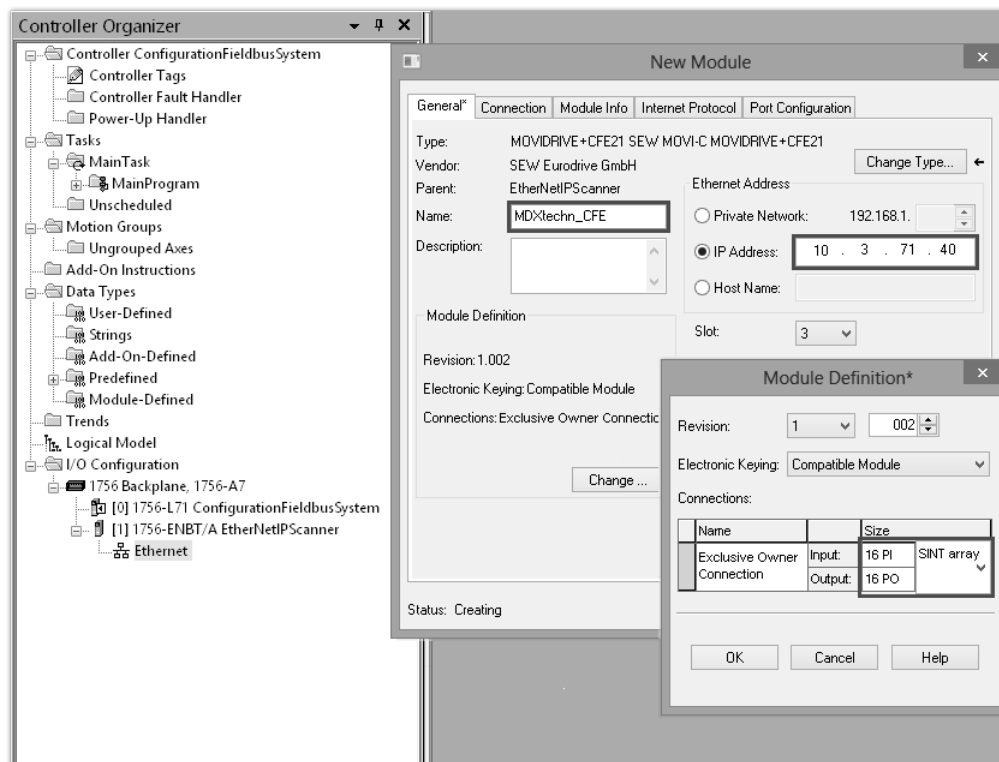 Controller Organizer
Controller ConfigurationFieldbusSystem
Controller Tags
Controller Fault Handler
Power-Up Handler
Tasks
MainTask
MainProgram
Unscheduled
Motion Groups
Ungrouped Axes
Add-On Instructions
Data Types
User-Defined
Strings
Add-On-Defined
Predefined
Module-Defined
Trends
Logical Model
I/O Configuration
1756 Backplane, 1756-A7
[0] 1756-L71 ConfigurationFieldbusSystem
[1] 1756-ENBT/A EtherNetIPScanner
Ethernet
New Module
General* Connection Module Info Internet Protocol Port Configuration
Type: MOVIDRIVE+CFE21 SEW MOVI-C MOVIDRIVE+CFE21
Vendor: SEW Eurodrive GmbH
Change Type...
Parent: EtherNetIPScanner
Name: MDXtechn_CFE
Description:
Ethernet Address
Private Network: 192.168.1.
IP Address: 10 . 3 . 71 . 40
Host Name:
Module Definition
Slot: 3
Revision: 1.002
Electronic Keying: Compatible Module
Connections: Exclusive Owner Connectic
Change ...
Status: Creating
Module Definition*
Revision: 1 002
Electronic Keying: Compatible Module
Connections:
Name Size
Exclusive Owner Input: 16 PI SINT array
Connection Output: 16 PO
OK Cancel Help